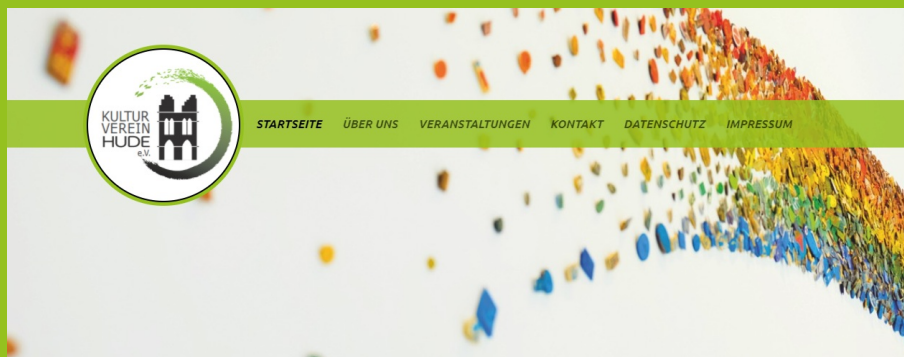 KULTUR
VEREIN
HUDE
e.V.
STARTSEITE ÜBER UNS VERANSTALTUNGEN KONTAKT DATENSCHUTZ IMPRESSUM